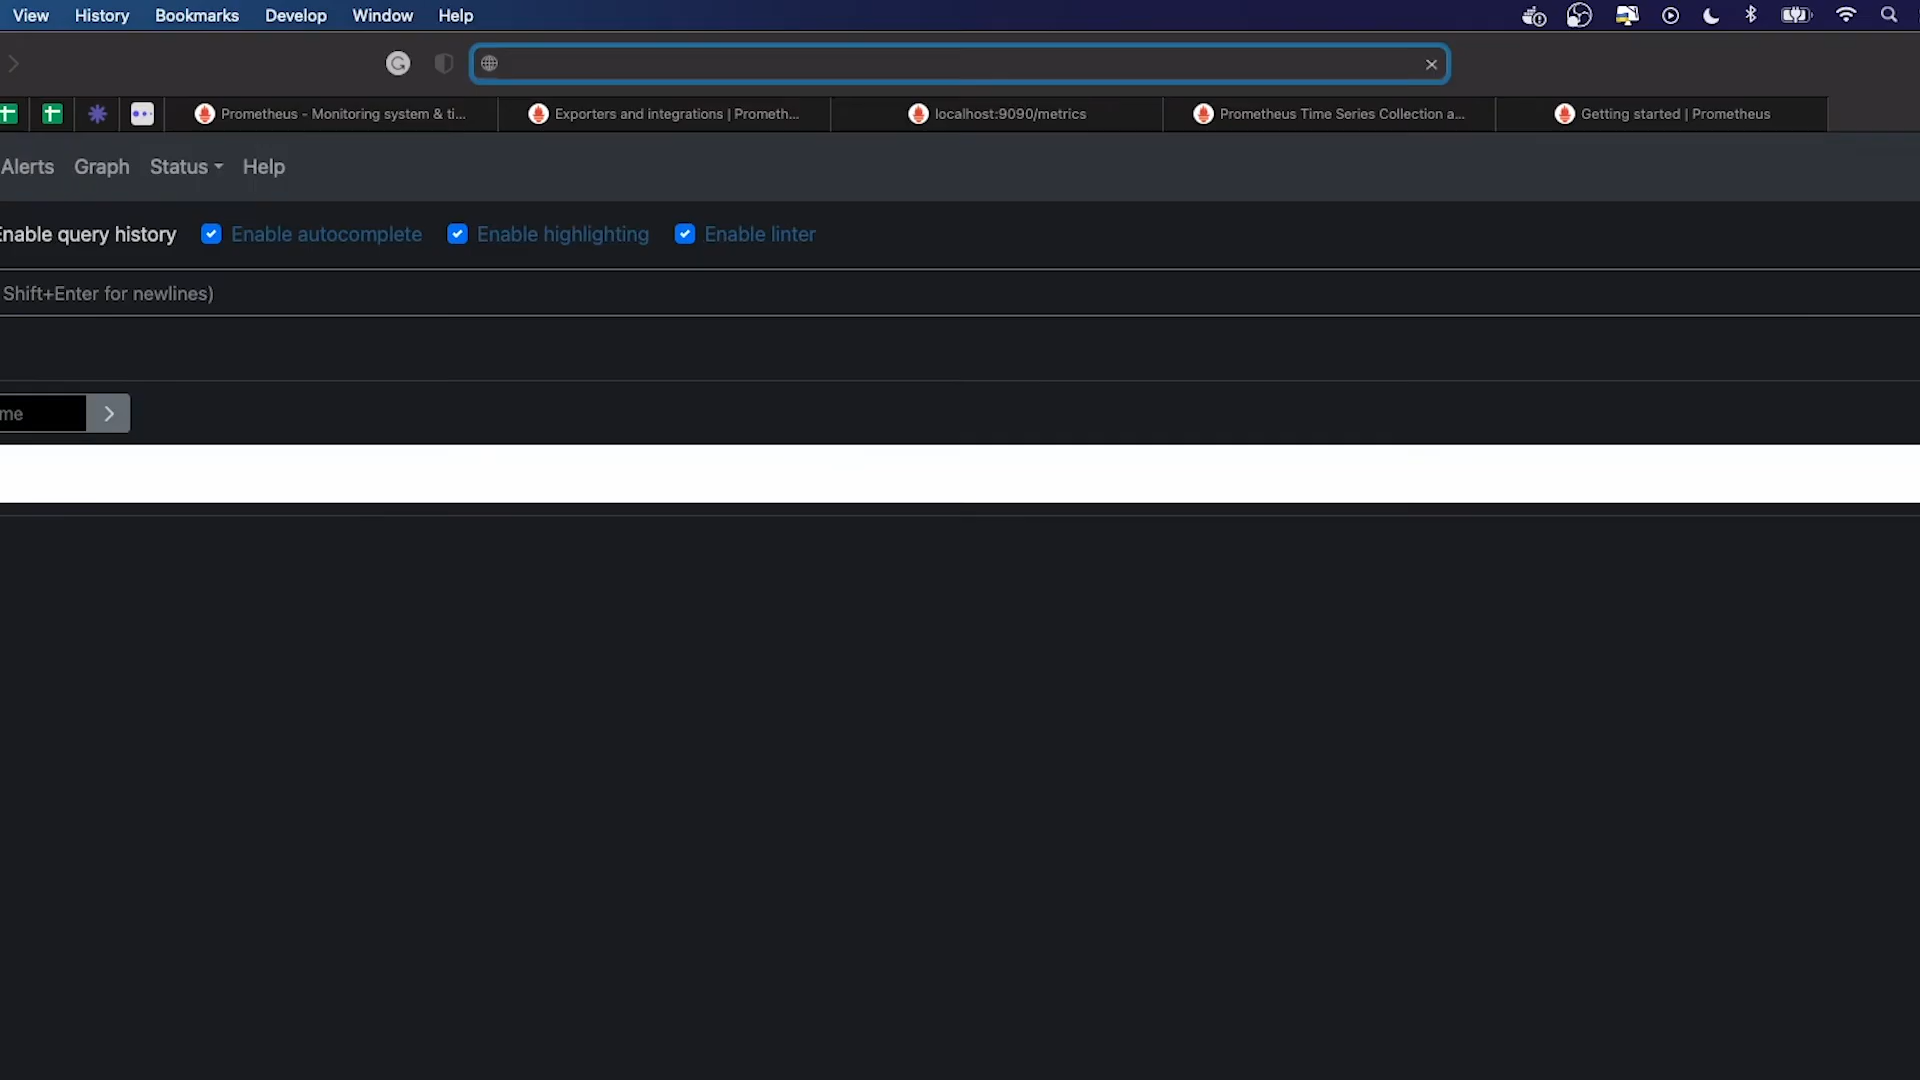 View History Bookmarks Develop Window Help
Prometheus - Monitoring system & ti... Exporters and integrations | Prometh... localhost:9090/metrics Prometheus Time Series Collection a... Getting started | Prometheus
Alerts Graph Status Help
Enable query history Enable autocomplete Enable highlighting Enable linter
Shift+Enter for newlines)
me